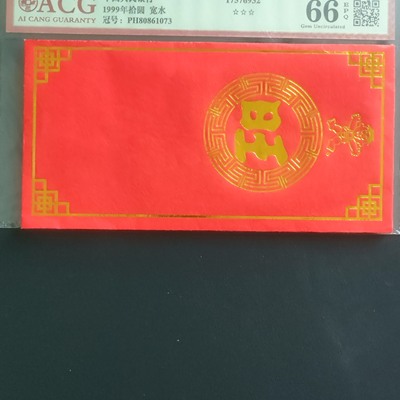 ACG
AI CANG GUARANTY
1999年拾圆 宽水
冠号：PH80861073
☆☆☆
66 EPQ
Gem Uncirculated
旺